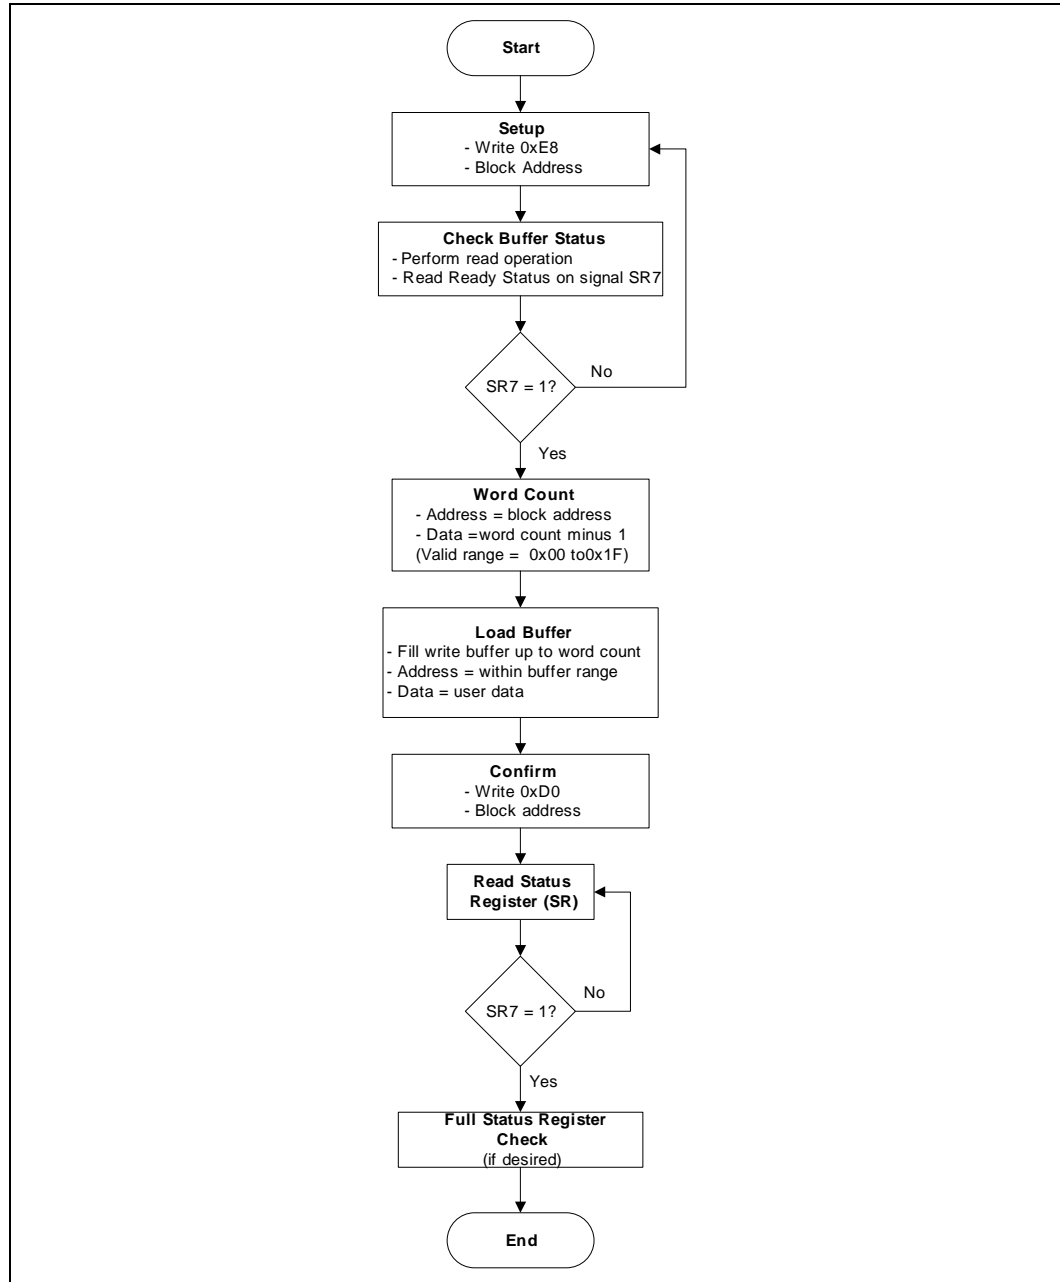 Start
Setup
- Write 0xE8
- Block Address
Check Buffer Status
- Perform read operation
- Read Ready Status on signal SR7
SR7 = 1?
No
Yes
Word Count
- Address = block address
- Data =word count minus 1
(Valid range = 0x00 to0x1F)
Load Buffer
- Fill write buffer up to word count
- Address = within buffer range
- Data = user data
Confirm
- Write 0xD0
- Block address
Read Status
Register (SR)
No
SR7 = 1?
Yes
Full Status Register
Check
(if desired)
End